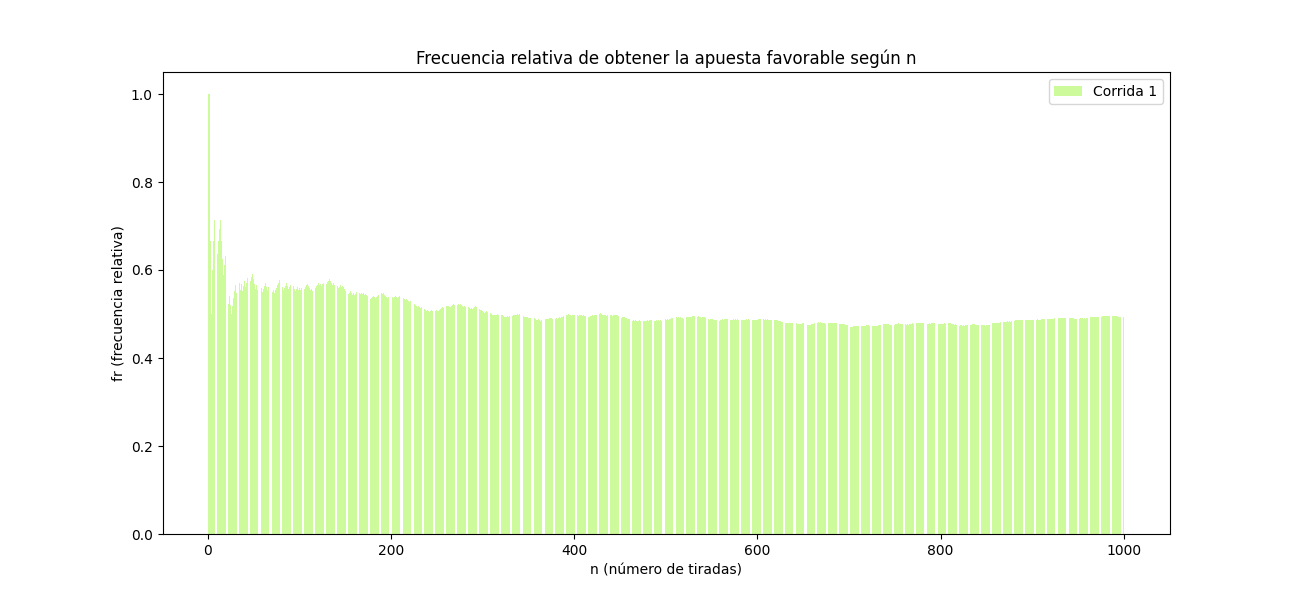 Frecuencia relativa de obtener la apuesta favorable según n
Corrida 1
1.0
0.8
0.6
0.4
0.2
0.0
fr (frecuencia relativa)
0 200 400 600 800 1000
n (número de tiradas)